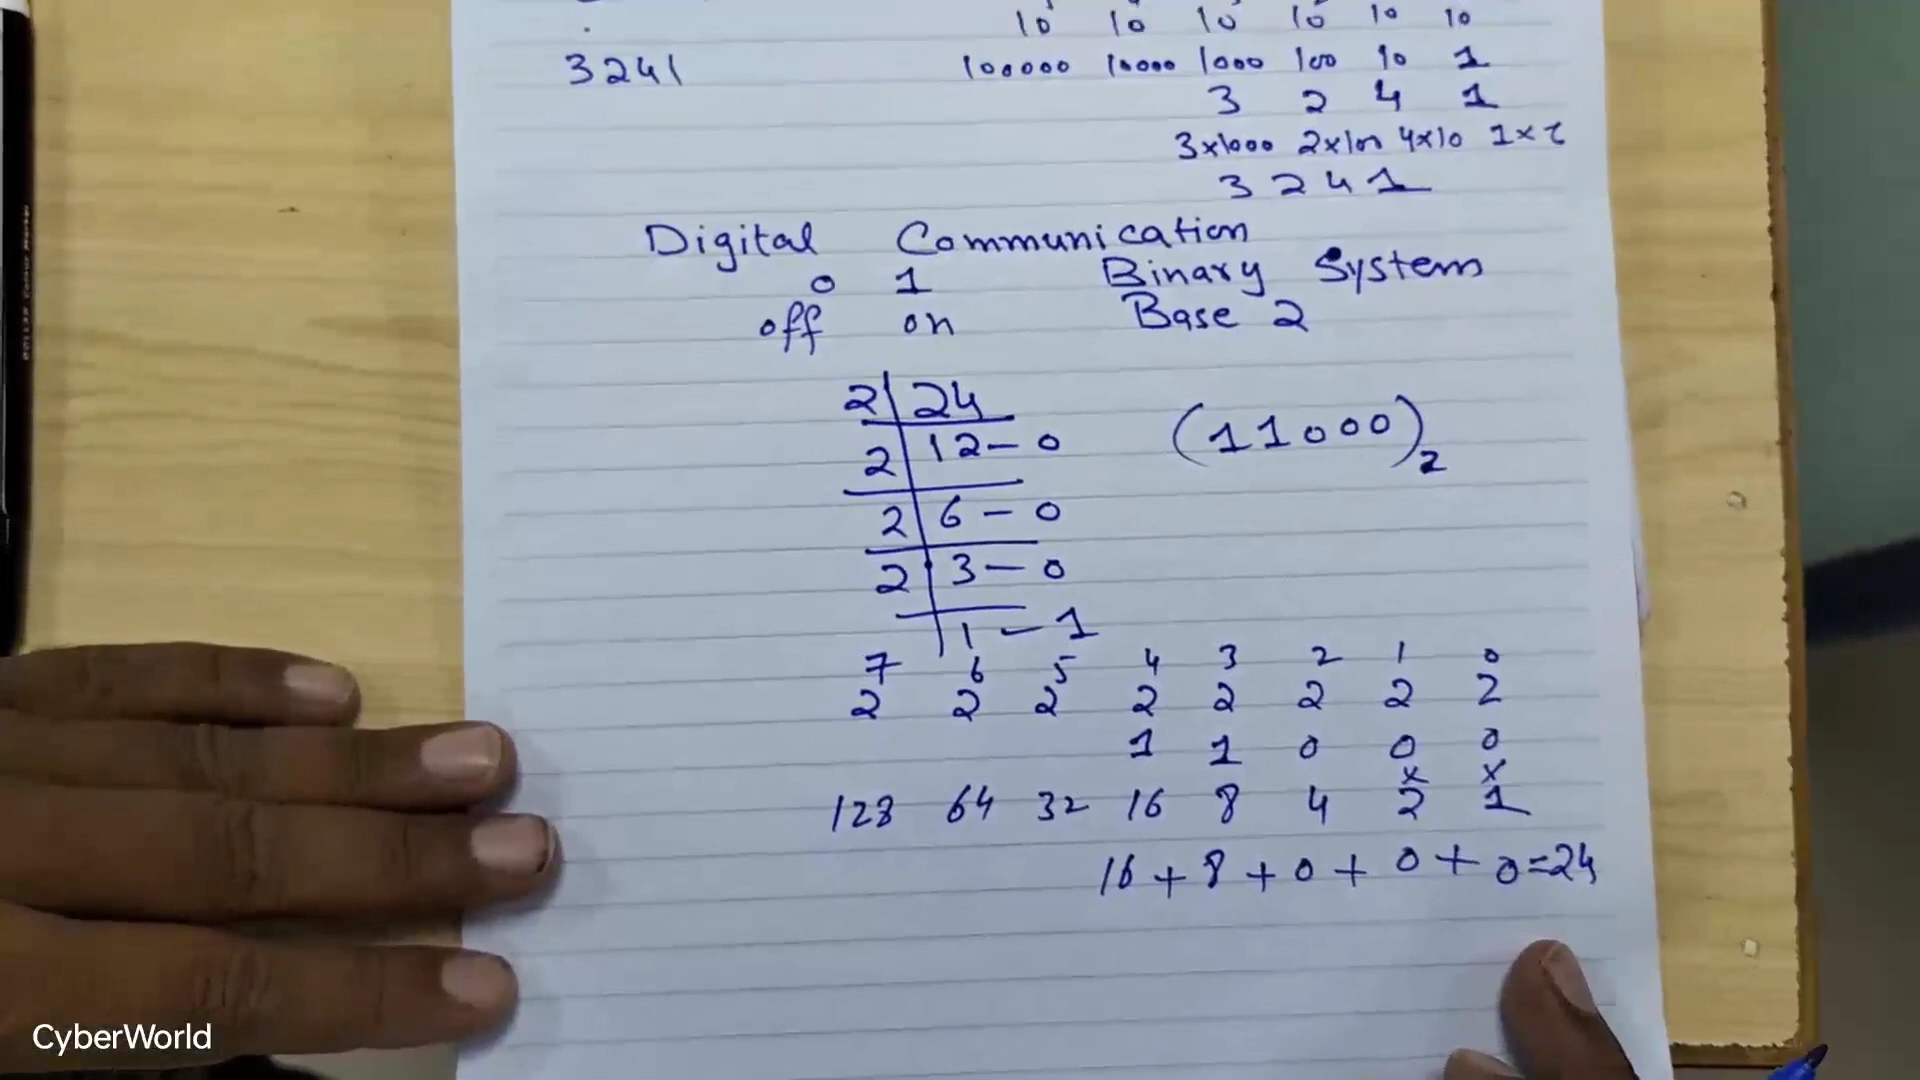 10 10 10 10 10 10
3241 100000 10000 1000 100 10 1
3 2 4 1
3x1000 2x100 4x10
3 2 4 1
Digital Communication
0 1 Binary System
off on Base 2
2 24
2 12 - 0 (11000)2
2 6 - 0
2 3 - 0
1 - 1
7 6 5 4 3 2 1 0
2 2 2 2 2 2 2 2
1 1 0 0 0
x x
128 64 32 16 8 4 2 1
16 + 8 + 0 + 0 + 0 = 24
CyberWorld